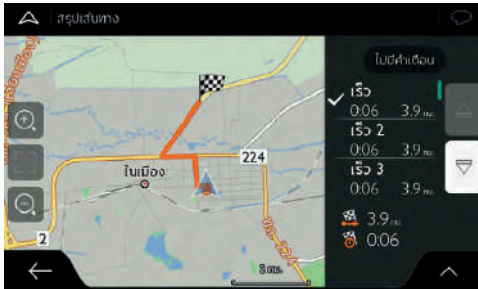 สรุปเส้นทาง
ไม่มีคำเตือน
เร็ว
0:06 3.9 กม.
เร็ว 2
0:06 3.9 กม.
เร็ว 3
0:06 3.9 กม.
3.9 กม.
0:06
224
ในเมือง
2
224
2 กม.